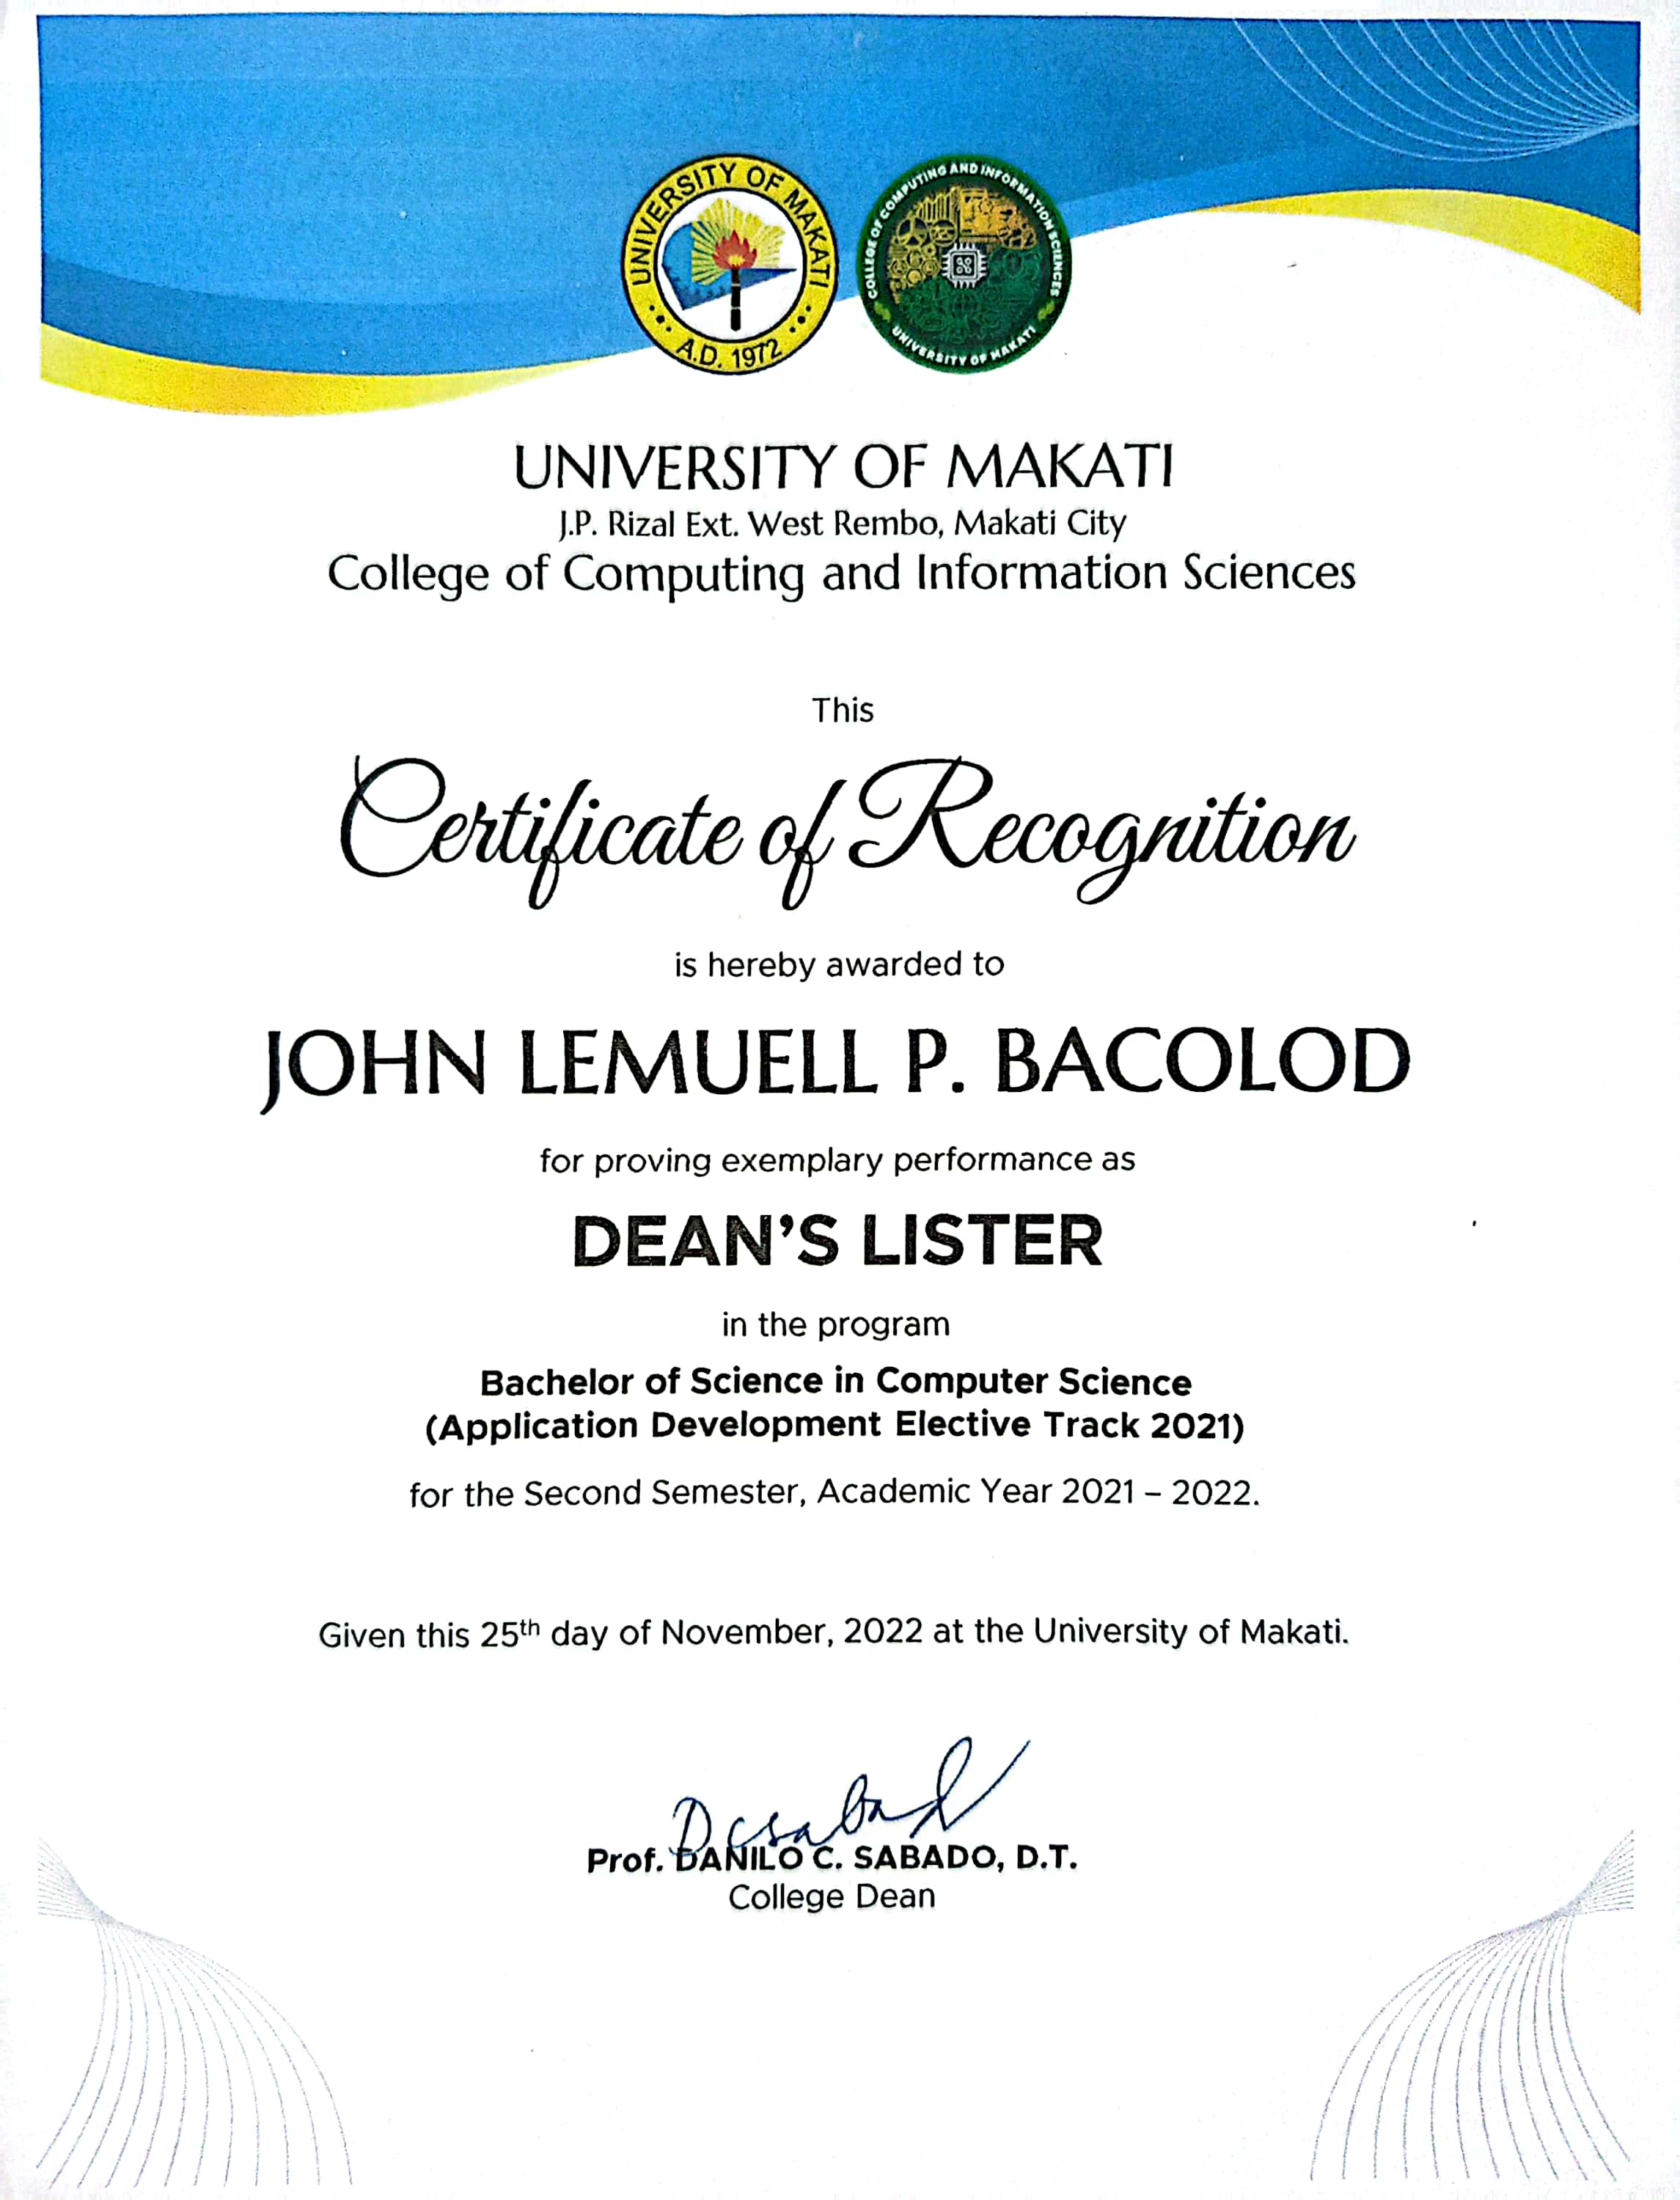 UNIVERSITY OF MAKATI
A.D. 1972
COLLEGE OF COMPUTING AND INFORMATION SCIENCES
UNIVERSITY OF MAKATI
UNIVERSITY OF MAKATI
J.P. Rizal Ext. West Rembo, Makati City
College of Computing and Information Sciences
This
Certificate of Recognition
is hereby awarded to
JOHN LEMUELL P. BACOLOD
for proving exemplary performance as
DEAN'S LISTER
in the program
Bachelor of Science in Computer Science
(Application Development Elective Track 2021)
for the Second Semester, Academic Year 2021 – 2022.
Given this 25th day of November, 2022 at the University of Makati.
Dcsabad
Prof. DANILO C. SABADO, D.T.
College Dean